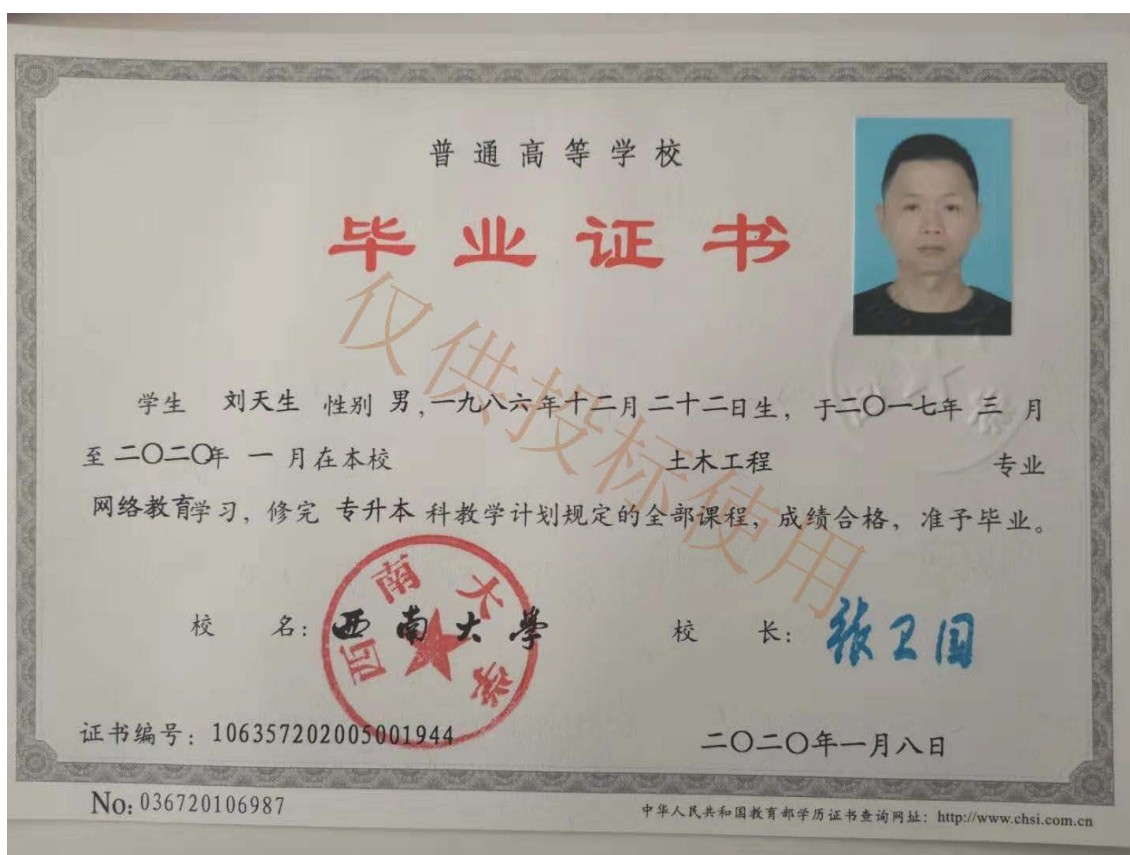 普通高等学校
毕业证书
学生 刘天生 性别 男,一九八六年十二月二十二日生, 于二〇一七年 三 月
至 二〇二〇年 一 月在本校 土木工程 专业
网络教育学习, 修完 专升本 科教学计划规定的全部课程, 成绩合格, 准予毕业。
仅供投标使用
校 名: 西南大學
西南大学
校 长: 张卫国
证书编号: 106357202005001944
二〇二〇年一月八日
No: 036720106987
中华人民共和国教育部学历证书查询网址: http://www.chsi.com.cn